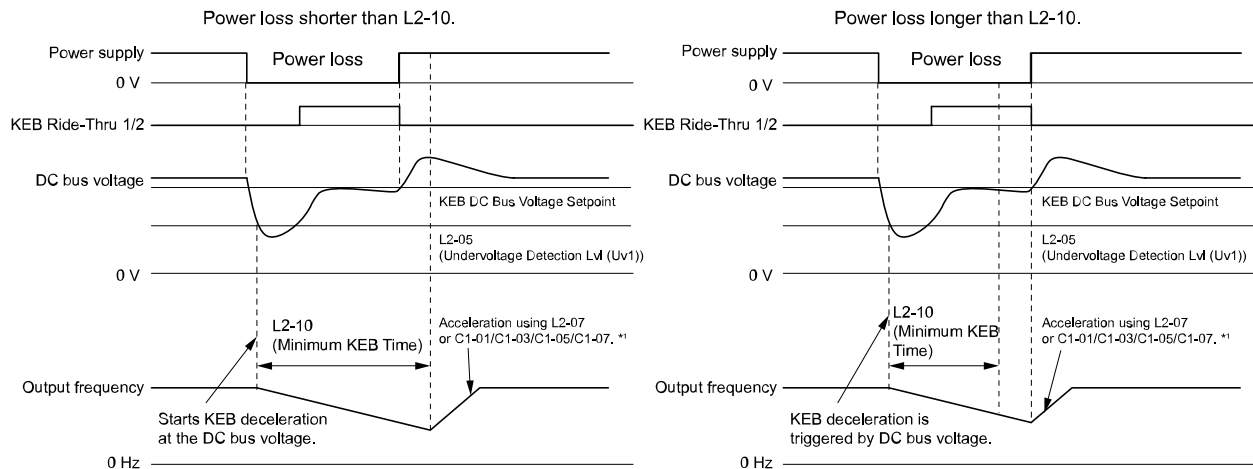 Power loss shorter than L2-10.
Power supply
Power loss
0 V
KEB Ride-Thru 1/2
DC bus voltage
KEB DC Bus Voltage Setpoint
L2-05
(Undervoltage Detection Lvl (Uv1))
0 V
L2-10
(Minimum KEB Time)
Acceleration using L2-07
or C1-01/C1-03/C1-05/C1-07. *1
Output frequency
Starts KEB deceleration
at the DC bus voltage.
0 Hz
Power loss longer than L2-10.
Power supply
Power loss
0 V
KEB Ride-Thru 1/2
DC bus voltage
KEB DC Bus Voltage Setpoint
L2-05
(Undervoltage Detection Lvl (Uv1))
0 V
L2-10
(Minimum KEB
Time)
Acceleration using L2-07
or C1-01/C1-03/C1-05/C1-07. *1
Output frequency
KEB deceleration is
triggered by DC bus voltage.
0 Hz